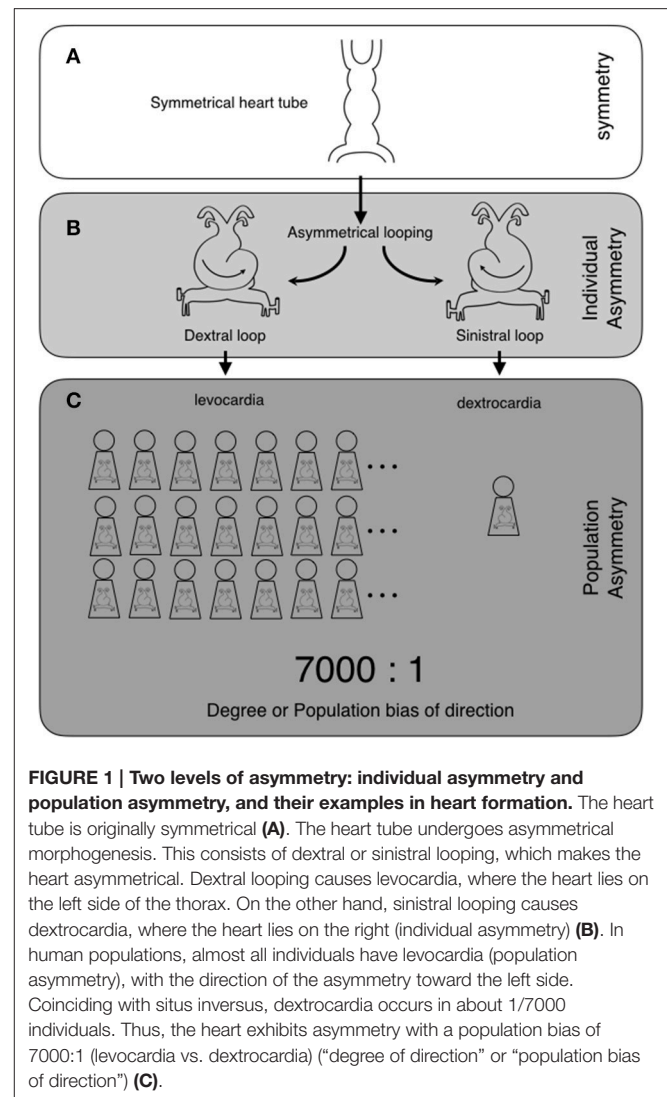 A
Symmetrical heart tube
symmetry
B
Asymmetrical looping
Dextral loop
Sinistral loop
Individual
Asymmetry
C
levocardia
dextrocardia
Population
Asymmetry
7000 : 1
Degree or Population bias of direction
FIGURE 1 | Two levels of asymmetry: individual asymmetry and
population asymmetry, and their examples in heart formation. The heart
tube is originally symmetrical (A). The heart tube undergoes asymmetrical
morphogenesis. This consists of dextral or sinistral looping, which makes the
heart asymmetrical. Dextral looping causes levocardia, where the heart lies on
the left side of the thorax. On the other hand, sinistral looping causes
dextrocardia, where the heart lies on the right (individual asymmetry) (B). In
human populations, almost all individuals have levocardia (population
asymmetry), with the direction of the asymmetry toward the left side.
Coinciding with situs inversus, dextrocardia occurs in about 1/7000
individuals. Thus, the heart exhibits asymmetry with a population bias of
7000:1 (levocardia vs. dextrocardia) (“degree of direction” or “population bias
of direction”) (C).